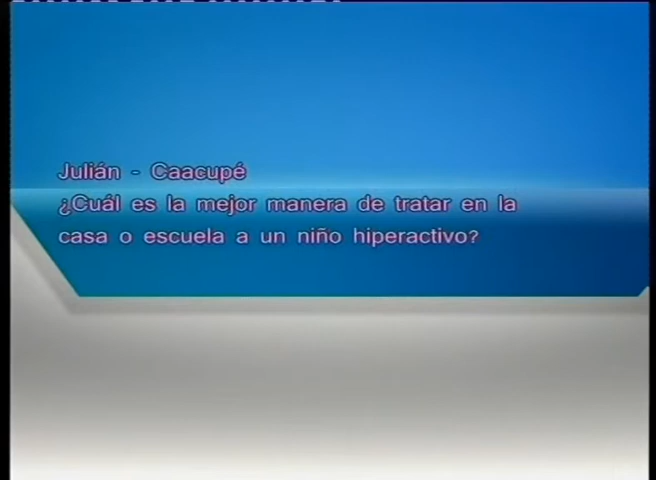 Julián - Caacupé
¿Cuál es la mejor manera de tratar en la
casa o escuela a un niño hiperactivo?